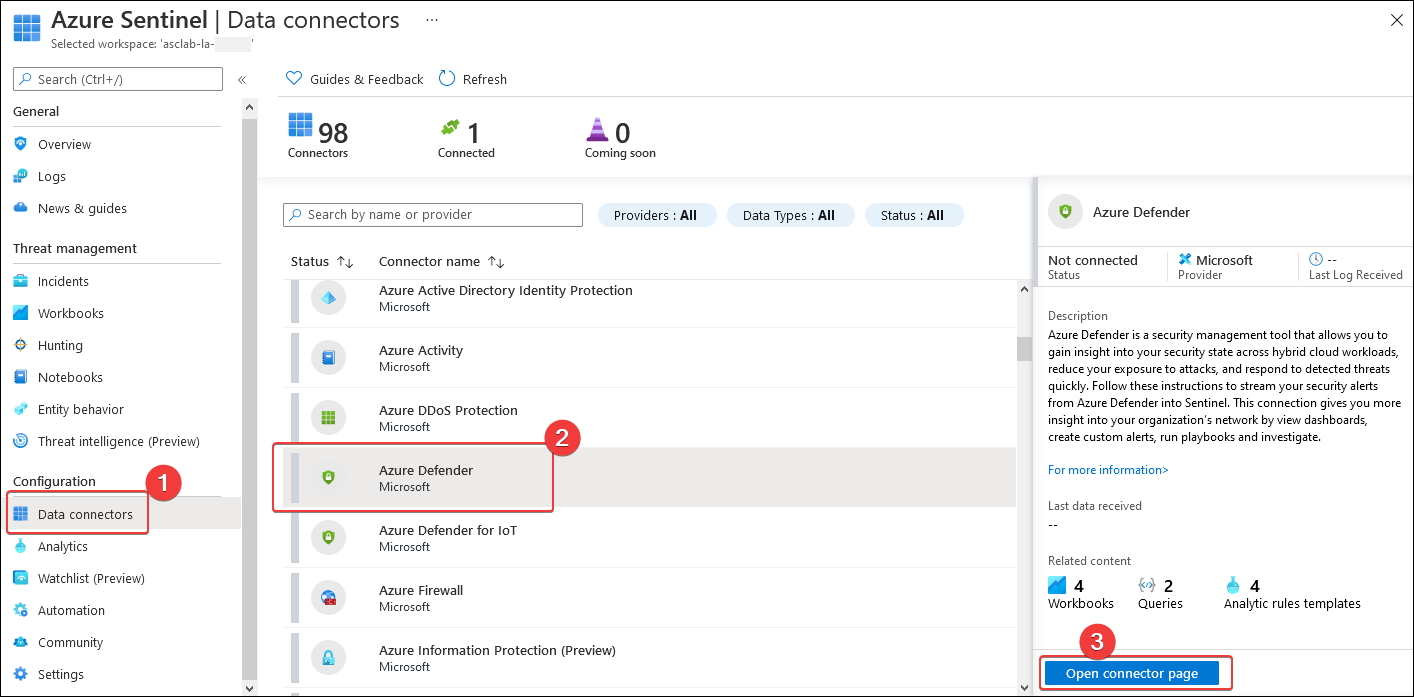 Azure Sentinel | Data connectors ...
Selected workspace: 'asclab-la-
Search (Ctrl+/)
«
General
Overview
Logs
News & guides
Threat management
Incidents
Workbooks
Hunting
Notebooks
Entity behavior
Threat intelligence (Preview)
Configuration
1
Data connectors
Analytics
Watchlist (Preview)
Automation
Community
Settings
Guides & Feedback Refresh
98
Connectors
1
Connected
0
Coming soon
Search by name or provider
Providers : All
Data Types : All
Status : All
Status ↑↓ Connector name ↑↓
Azure Active Directory Identity Protection
Microsoft
Azure Activity
Microsoft
Azure DDoS Protection
Microsoft
2
Azure Defender
Microsoft
Azure Defender for IoT
Microsoft
Azure Firewall
Microsoft
Azure Information Protection (Preview)
Microsoft
Azure Defender
Not connected
Status
Microsoft
Provider
--
Last Log Received
Description
Azure Defender is a security management tool that allows you to
gain insight into your security state across hybrid cloud workloads,
reduce your exposure to attacks, and respond to detected threats
quickly. Follow these instructions to stream your security alerts
from Azure Defender into Sentinel. This connection gives you more
insight into your organization's network by view dashboards,
create custom alerts, run playbooks and investigate.
For more information>
Last data received
--
Related content
4
Workbooks
2
Queries
4
Analytic rules templates
3
Open connector page